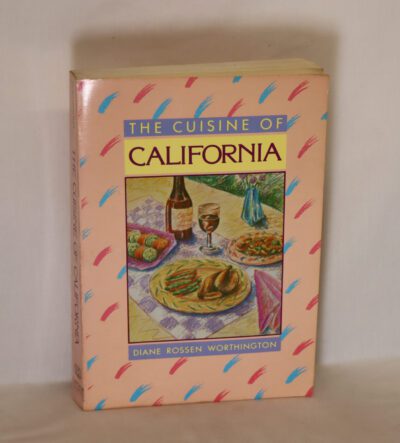 THE CUISINE OF
CALIFORNIA
DIANE ROSSEN WORTHINGTON
THE CUISINE OF CALIFORNIA